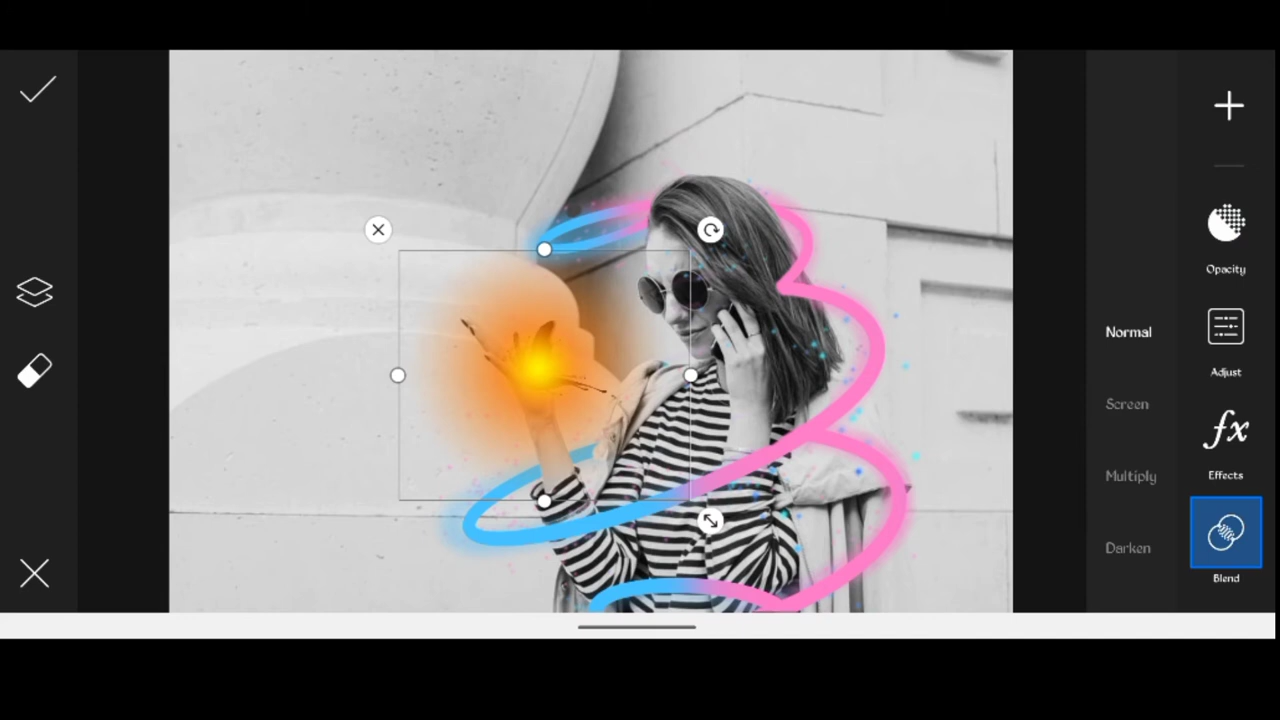 Opacity
Adjust
fx
Effects
Blend
Normal
Screen
Multiply
Darken